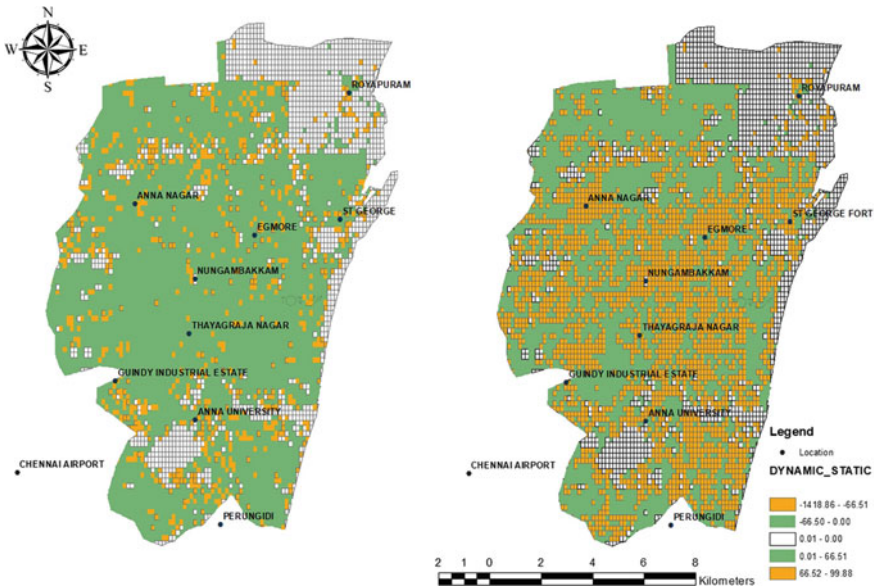 N
W E
S
ROYAPURAM
ANNA NAGAR
ST GEORGE
EGMORE
NUNGAMBAKKAM
THAYAGRAJA NAGAR
GUINDY INDUSTRIAL ESTATE
ANNA UNIVERSITY
CHENNAI AIRPORT
PERUNGIDI
ROYAPURAM
ANNA NAGAR
ST GEORGE FORT
EGMORE
NUNGAMBAKKAM
THAYAGRAJA NAGAR
GUINDY INDUSTRIAL ESTATE
ANNA UNIVERSITY
CHENNAI AIRPORT
PERUNGIDI
Legend
Location
DYNAMIC_STATIC
-1418.86 - -66.51
-66.50 - 0.00
0.01 - 0.00
0.01 - 66.51
66.52 - 99.88
2 1 0 2 4 6 8
Kilometers